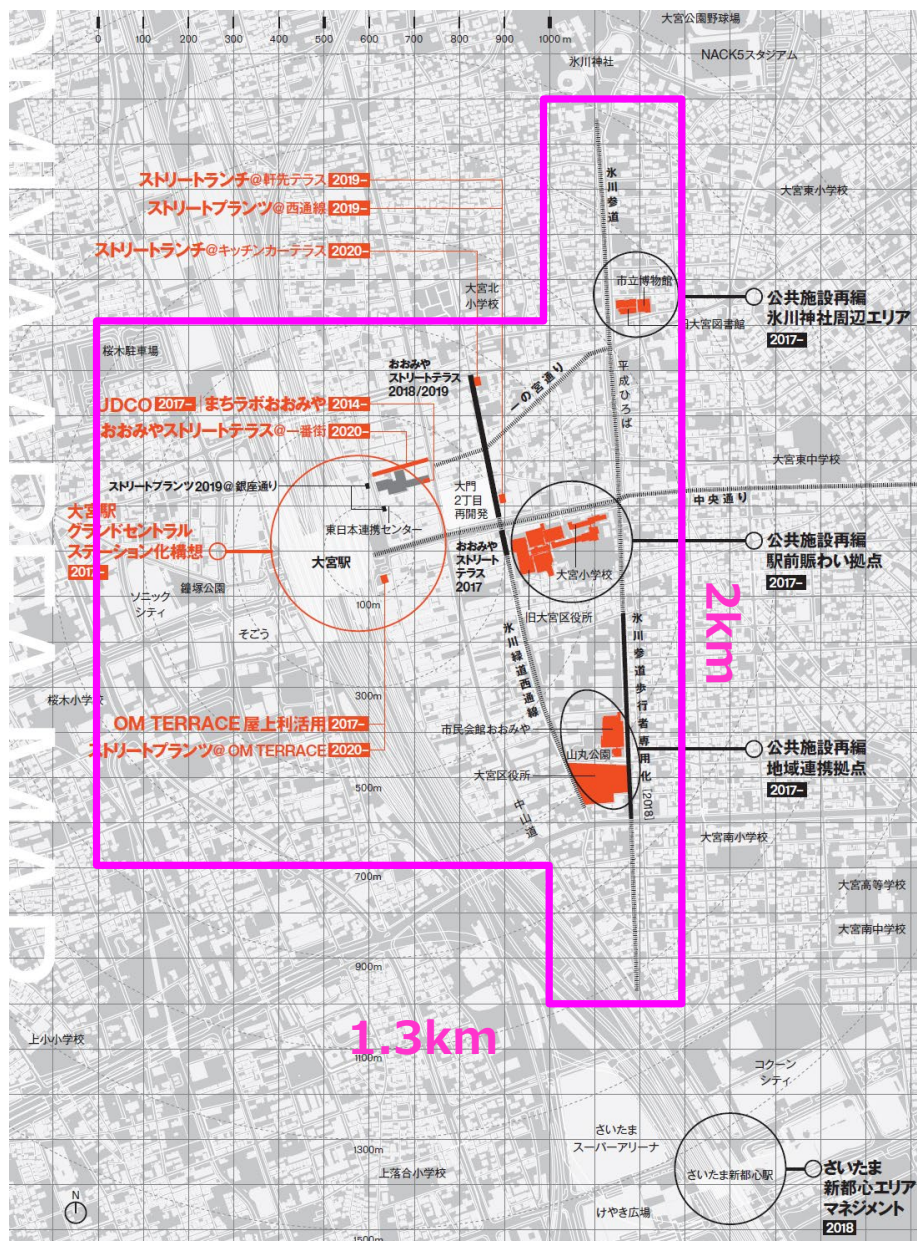 0 100 200 300 400 500 600 700 800 900 1000 m
大宮公園野球場
氷川神社
NACK5スタジアム
ストリートランチ@軒先テラス 2019–
ストリートプランツ@西通線 2019–
ストリートランチ@キッチンカーテラス 2020–
氷川参道
大宮東小学校
大宮北
小学校
市立博物館
旧大宮図書館
公共施設再編
氷川神社周辺エリア
2017–
桜木駐車場
おおみや
ストリートテラス
2018/2019
一の宮通り
平成ひろば
UDCO 2017– まちラボおおみや 2014–
おおみやストリートテラス@一番街 2020–
大宮東中学校
ストリートプランツ2019@銀座通り
大門
2丁目
再開発
中央通り
大宮駅
グランドセントラル
ステーション化構想
東日本連携センター
大宮駅
おおみや
ストリート
テラス
2017
公共施設再編
駅前賑わい拠点
2017–
大宮小学校
ソニック
シティ
鐘塚公園
100m
旧大宮区役所
2km
そごう
氷川緑道西通線
氷川参道歩行者専用化 [2018]
桜木小学校
300m
OM TERRACE 屋上利活用 2017–
ストリートプランツ@OM TERRACE 2020–
市民会館おおみや
山丸公園
大宮区役所
公共施設再編
地域連携拠点
2017–
500m
中山道
大宮南小学校
700m
大宮高等学校
大宮南中学校
900m
1.3km
上小小学校
1100m
コクーン
シティ
さいたま
スーパーアリーナ
1300m
上落合小学校
さいたま新都心駅
さいたま
新都心エリア
マネジメント
2018
N
けやき広場
1500m